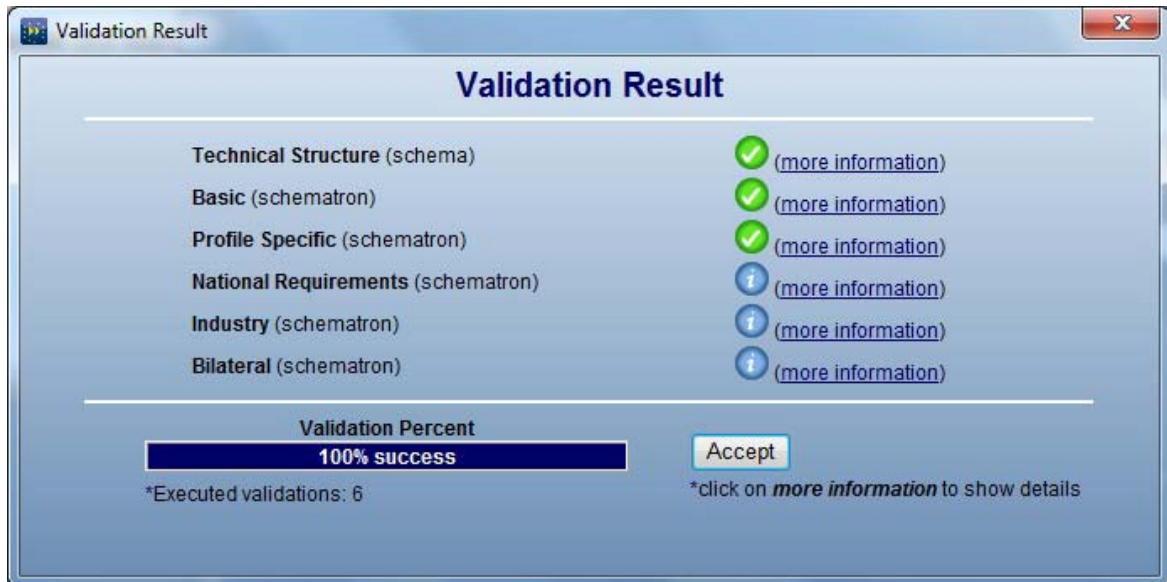 Validation Result
Validation Result
Technical Structure (schema) (more information)
Basic (schematron) (more information)
Profile Specific (schematron) (more information)
National Requirements (schematron) (more information)
Industry (schematron) (more information)
Bilateral (schematron) (more information)
Validation Percent
100% success
Accept
*Executed validations: 6
*click on more information to show details